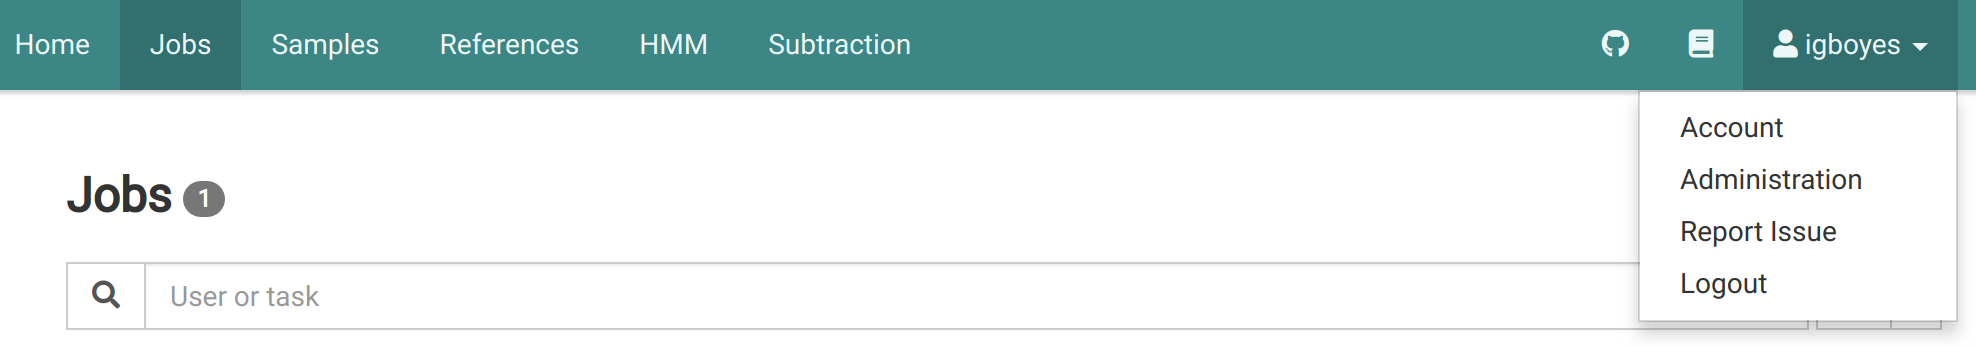 Home Jobs Samples References HMM Subtraction igboyes
Account
Administration
Report Issue
Logout
Jobs 1
User or task